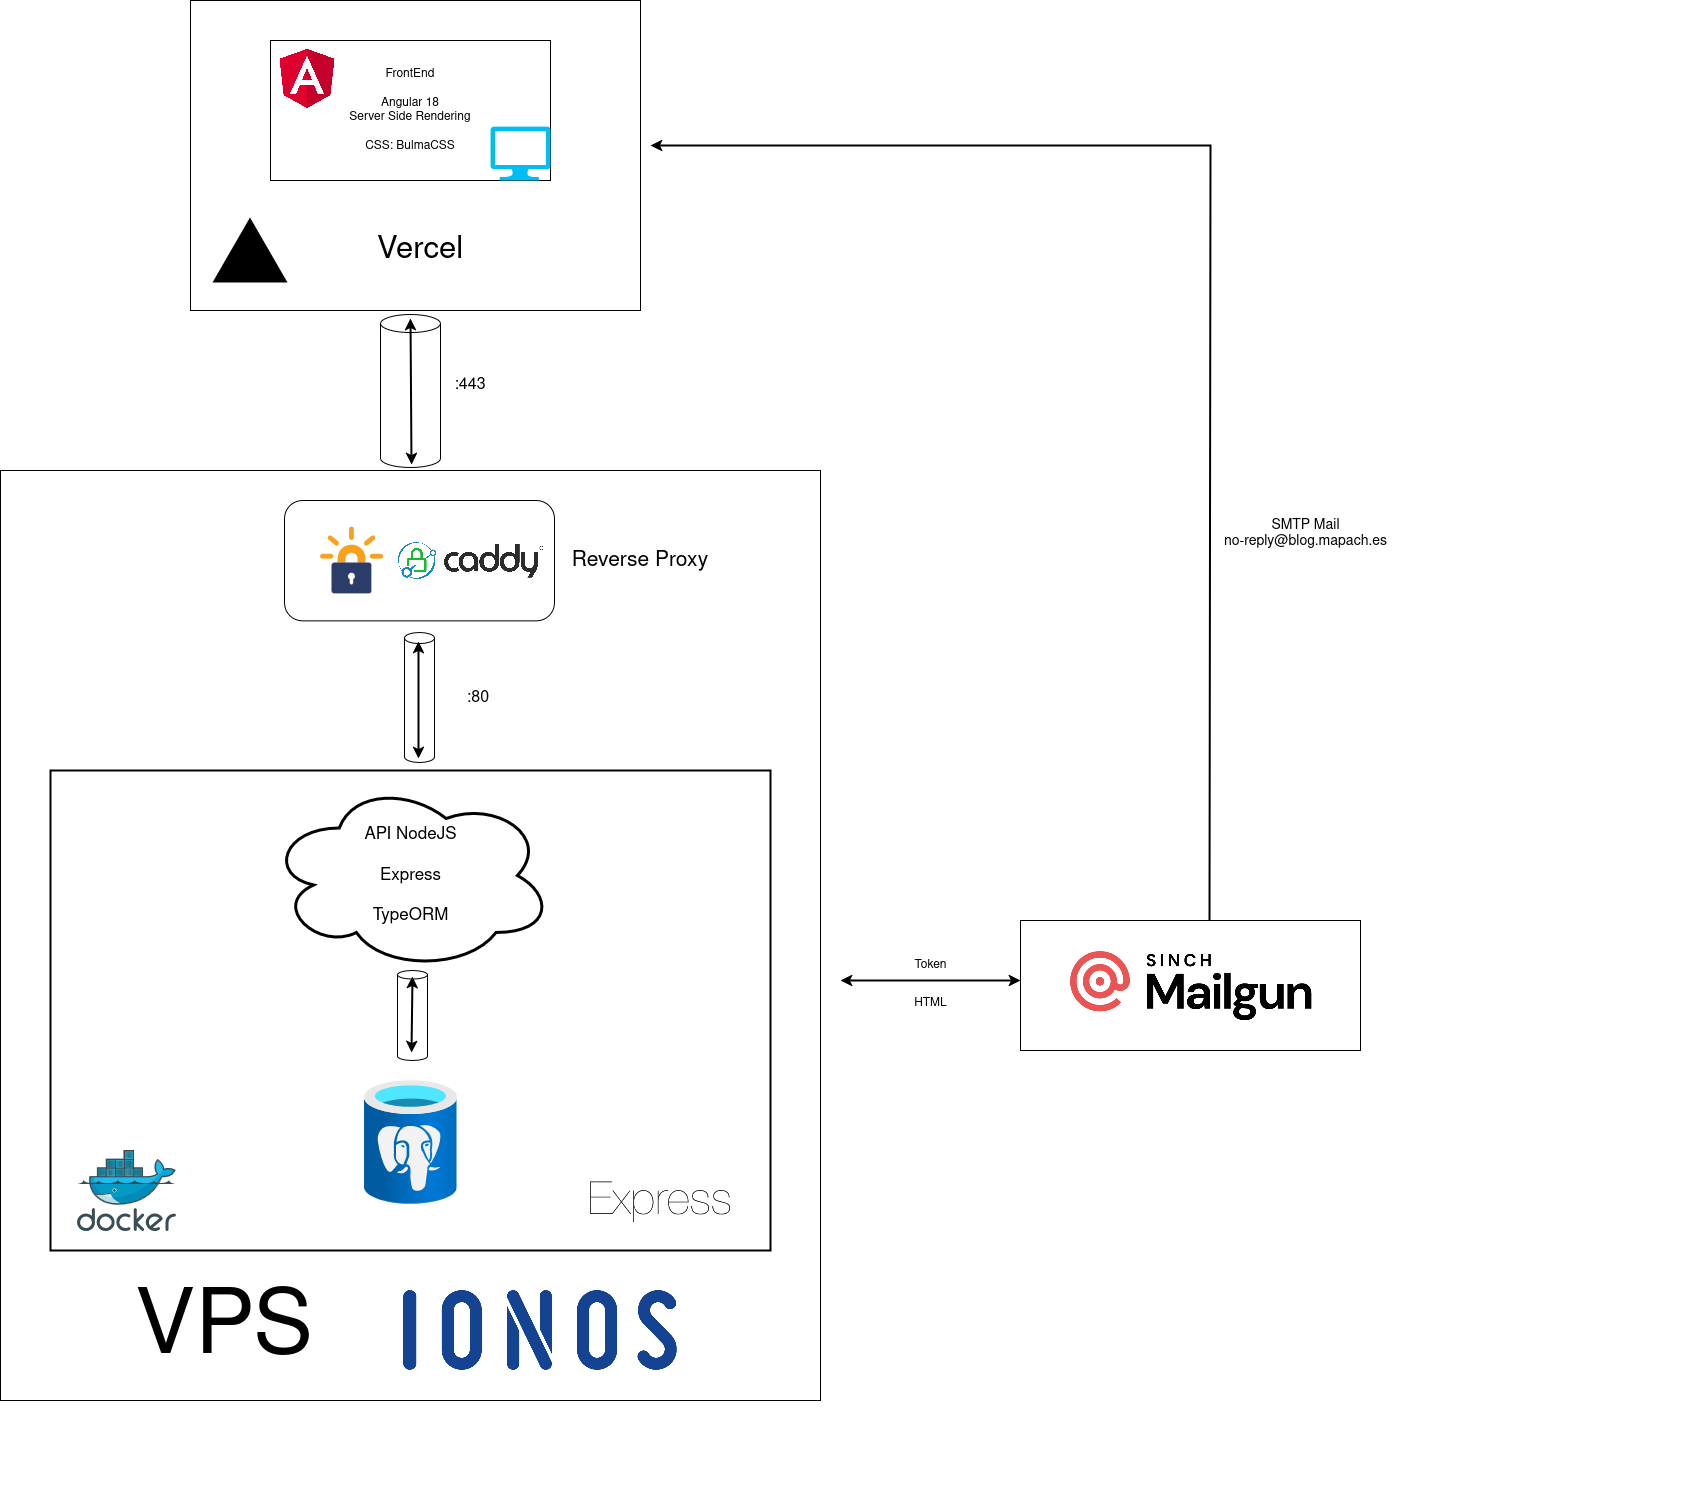 FrontEnd
Angular 18
Server Side Rendering
CSS: BulmaCSS
Vercel
:443
caddy
Reverse Proxy
SMTP Mail
no-reply@blog.mapach.es
:80
API NodeJS
Express
TypeORM
Token
HTML
SINCH
Mailgun
docker
Express
VPS
IONOS